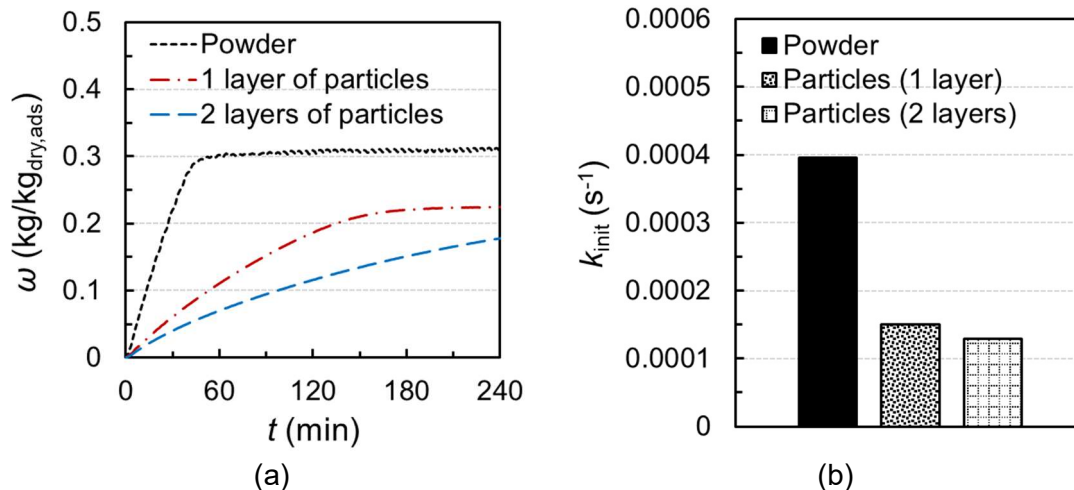 0.5
0.4
0.3
0.2
0.1
0
ω (kg/kg_dry,ads)
Powder
1 layer of particles
2 layers of particles
0 60 120 180 240
t (min)
(a)
0.0006
0.0005
0.0004
0.0003
0.0002
0.0001
0
k_init (s⁻¹)
Powder
Particles (1 layer)
Particles (2 layers)
(b)